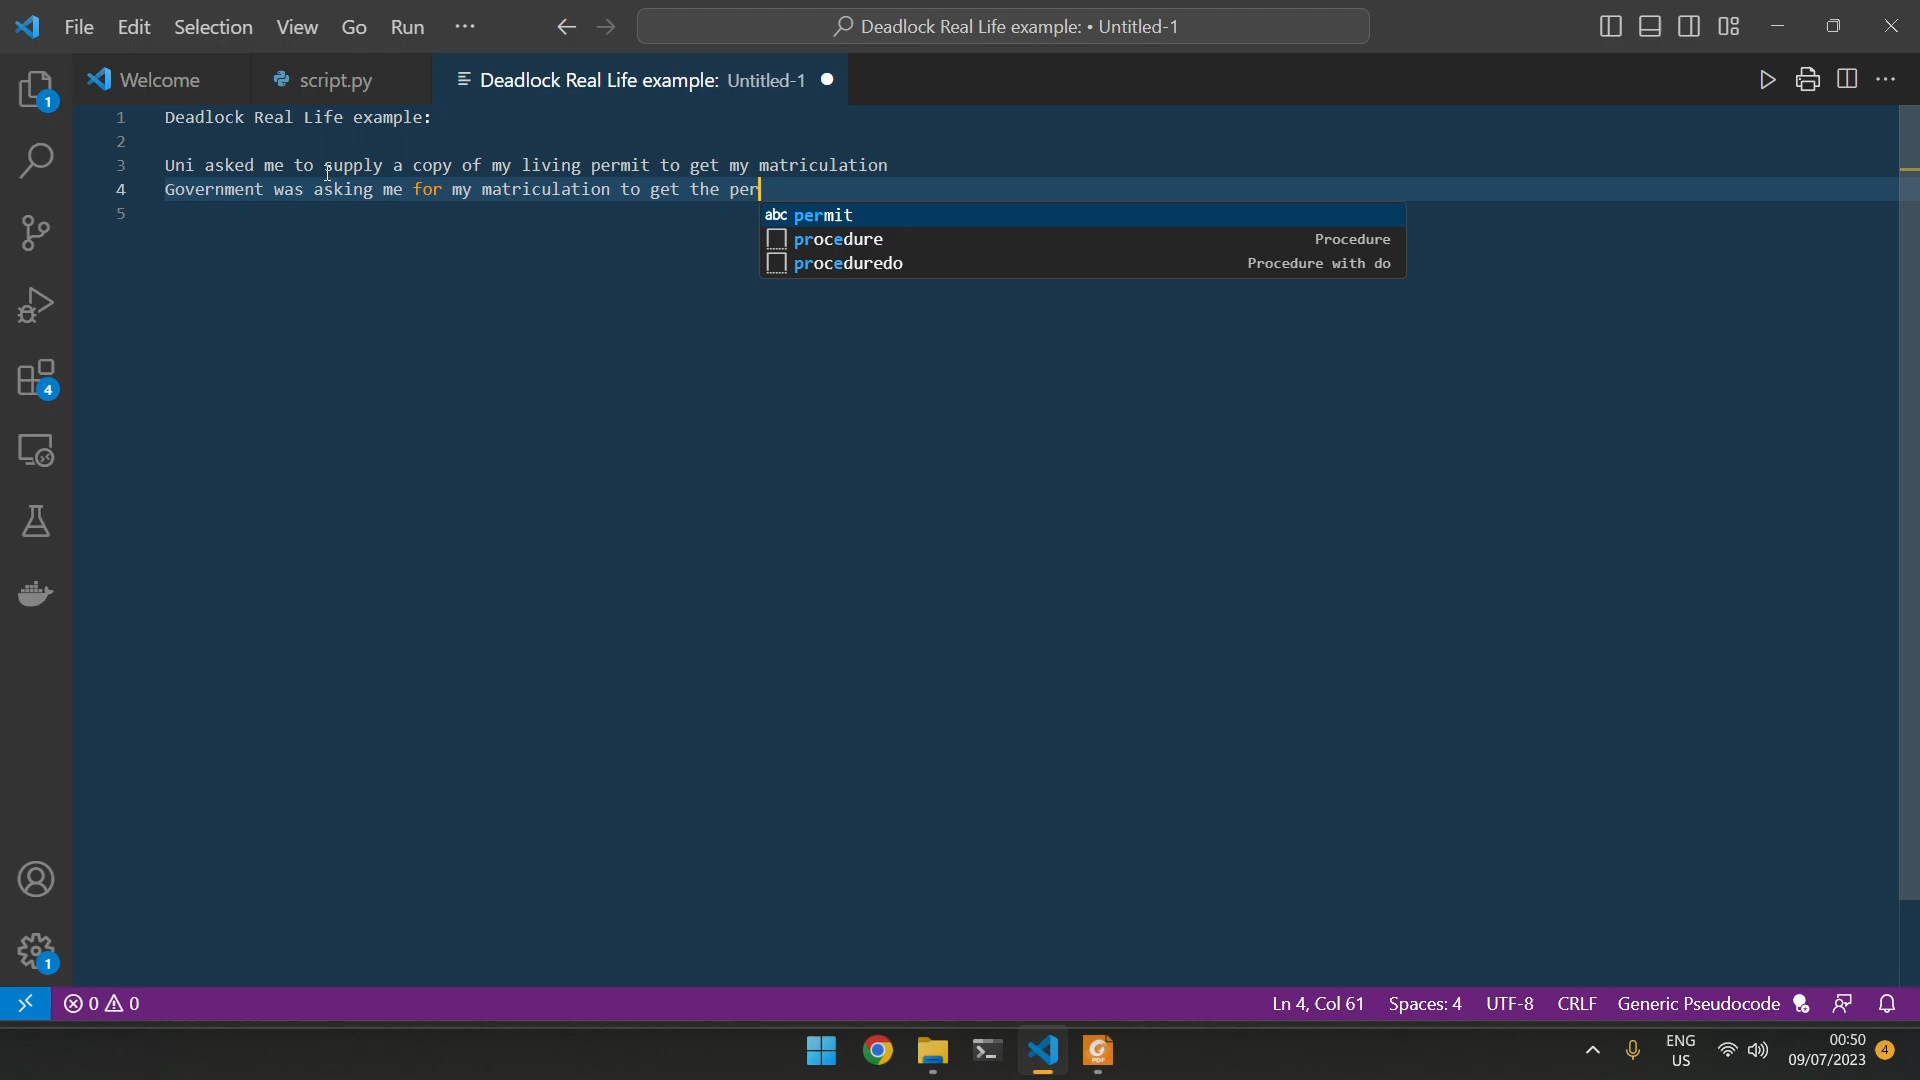 File Edit Selection View Go Run ···
Deadlock Real Life example: • Untitled-1
Welcome
script.py
Deadlock Real Life example: Untitled-1
1 Deadlock Real Life example:
2
3 Uni asked me to supply a copy of my living permit to get my matriculation
4 Government was asking me for my matriculation to get the per
5
abc permit
procedure Procedure
proceduredo Procedure with do
1
4
1
0 0
Ln 4, Col 61 Spaces: 4 UTF-8 CRLF Generic Pseudocode
PDF
ENG
US
00:50
09/07/2023
4